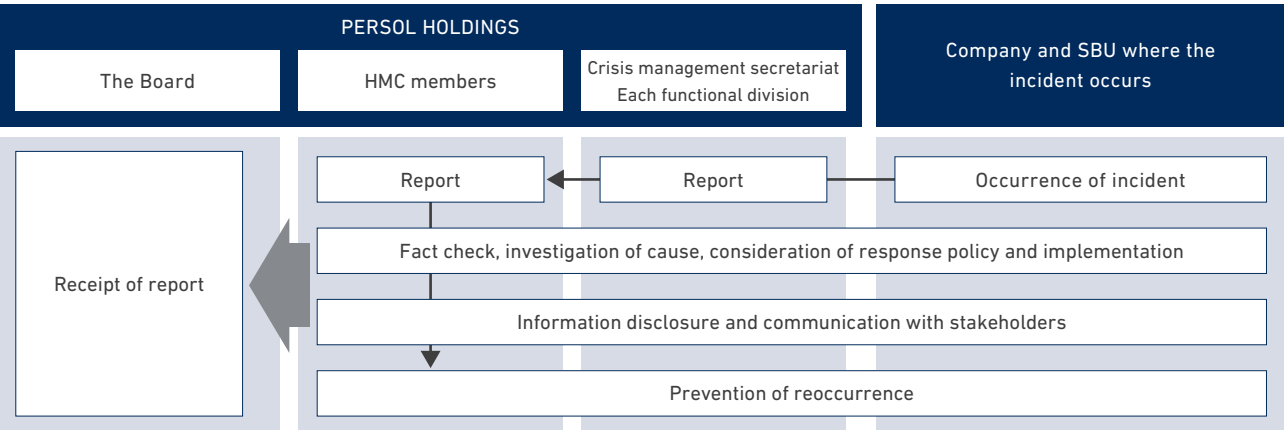 PERSOL HOLDINGS
The Board
HMC members
Crisis management secretariat
Each functional division
Company and SBU where the
incident occurs
Receipt of report
Report
Report
Occurrence of incident
Fact check, investigation of cause, consideration of response policy and implementation
Information disclosure and communication with stakeholders
Prevention of reoccurrence